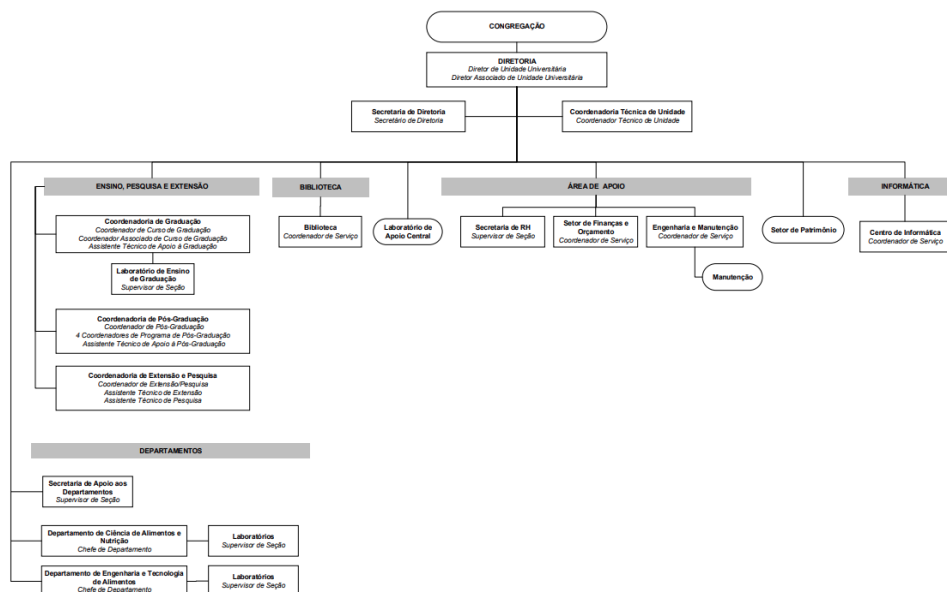 CONGREGAÇÃO
DIRETORIA
Diretor de Unidade Universitária
Diretor Associado de Unidade Universitária
Secretaria de Diretoria
Secretário de Diretoria
Coordenadoria Técnica de Unidade
Coordenador Técnico de Unidade
ENSINO, PESQUISA E EXTENSÃO
BIBLIOTECA
ÁREA DE APOIO
INFORMÁTICA
Coordenadoria de Graduação
Coordenador de Curso de Graduação
Coordenador Associado de Curso de Graduação
Assistente Técnico de Apoio à Graduação
Laboratório de Ensino
de Graduação
Supervisor de Seção
Coordenadoria de Pós-Graduação
Coordenador de Pós-Graduação
4 Coordenadores de Programa de Pós-Graduação
Assistente Técnico de Apoio à Pós-Graduação
Coordenadoria de Extensão e Pesquisa
Coordenador de Extensão/Pesquisa
Assistente Técnico de Extensão
Assistente Técnico de Pesquisa
Biblioteca
Coordenador de Serviço
Laboratório de
Apoio Central
Secretaria de RH
Supervisor de Seção
Setor de Finanças e
Orçamento
Coordenador de Serviço
Engenharia e Manutenção
Coordenador de Serviço
Manutenção
Setor de Patrimônio
Centro de Informática
Coordenador de Serviço
DEPARTAMENTOS
Secretaria de Apoio aos
Departamentos
Supervisor de Seção
Departamento de Ciência de Alimentos e
Nutrição
Chefe de Departamento
Laboratórios
Supervisor de Seção
Departamento de Engenharia e Tecnologia
de Alimentos
Chefe de Departamento
Laboratórios
Supervisor de Seção